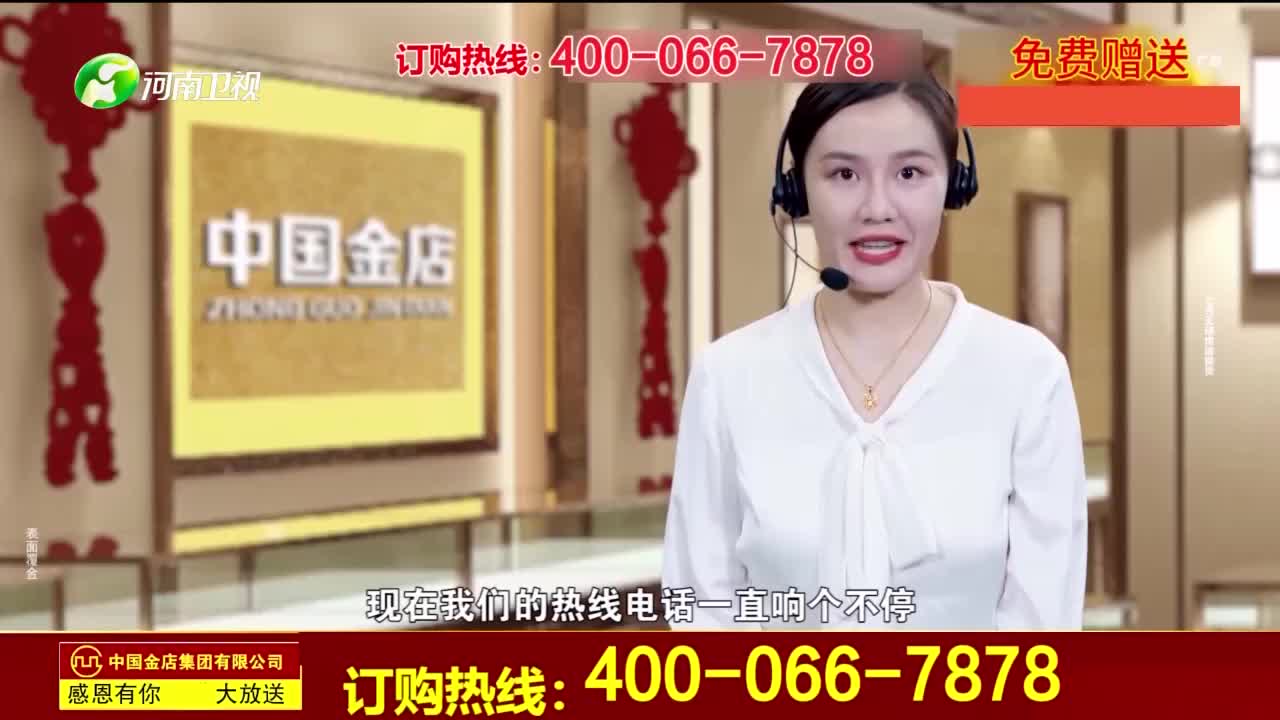 河南卫视
订购热线：400-066-7878
免费赠送
中国金店
ZHONG GUO JIN DIAN
表面覆金
现在我们的热线电话一直响个不停
中国金店集团有限公司
感恩有你 大放送
订购热线：400-066-7878